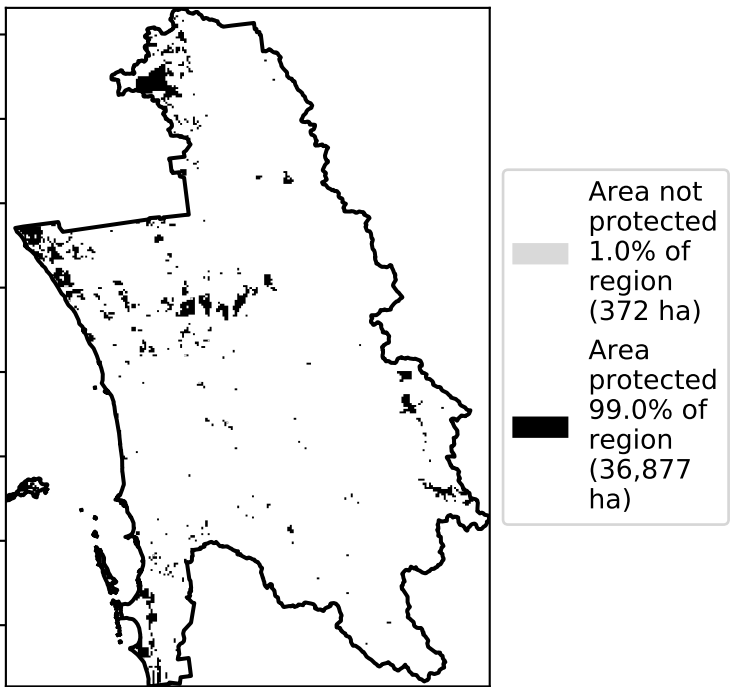 Area not
protected
1.0% of
region
(372 ha)
Area
protected
99.0% of
region
(36,877
ha)